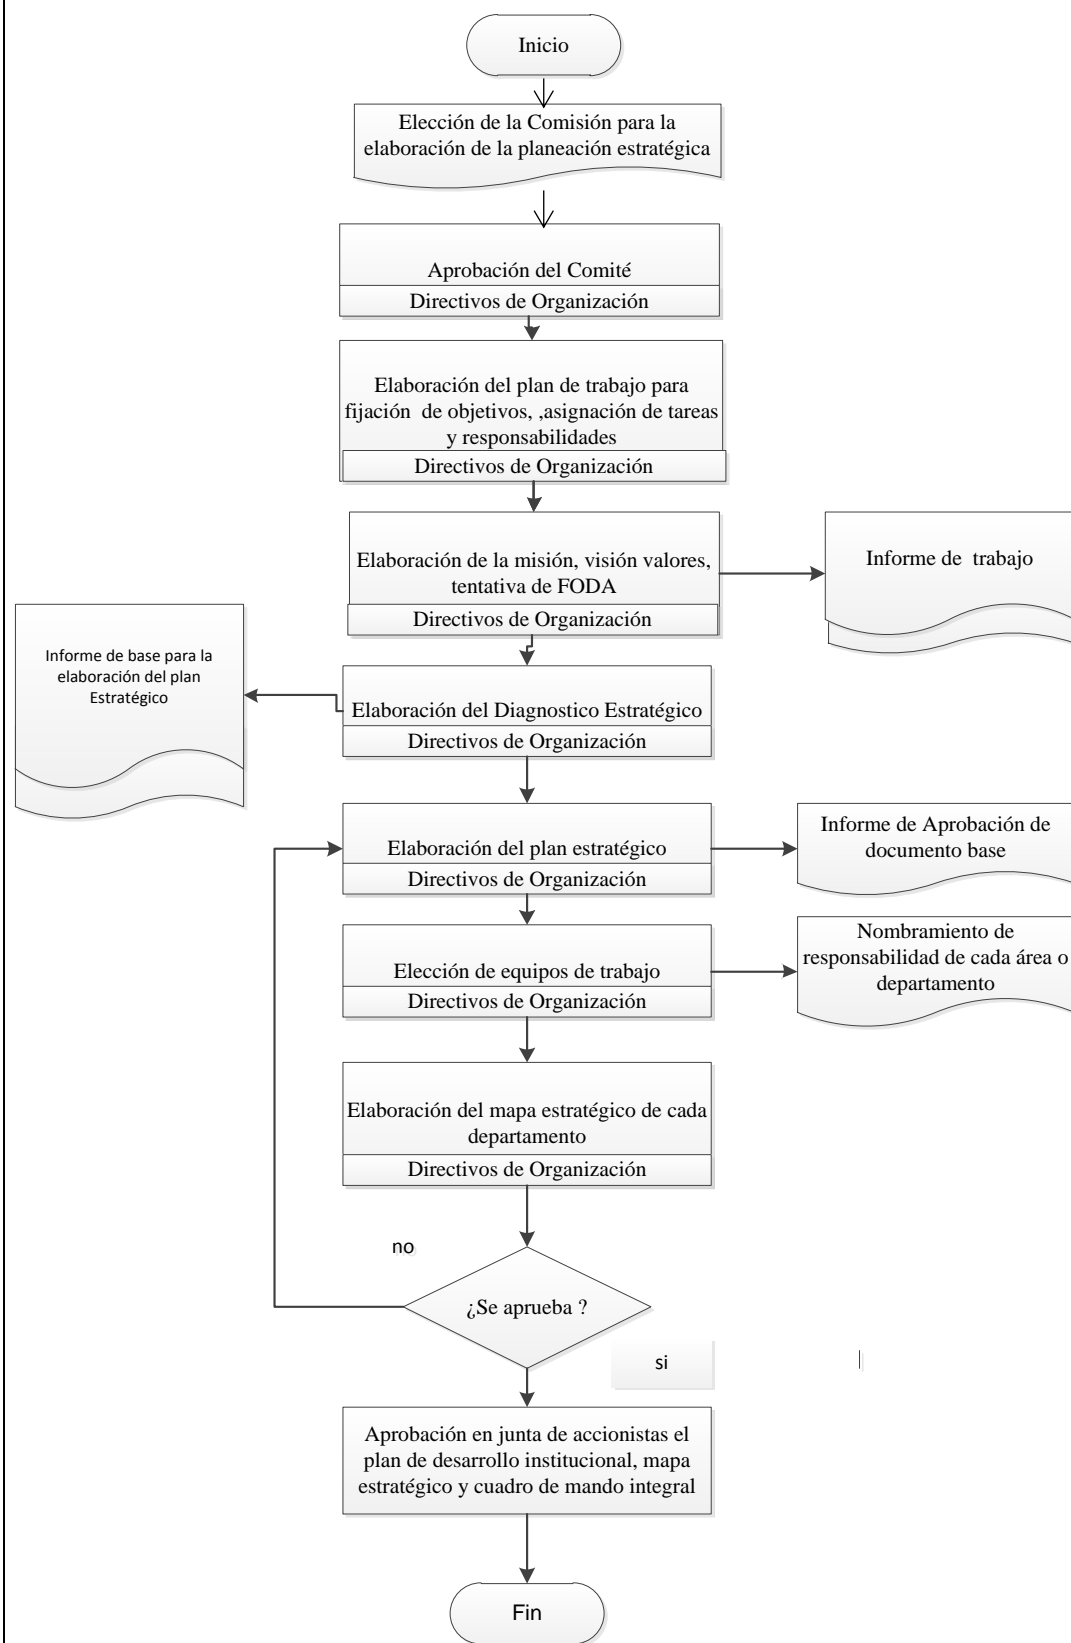 Inicio
Elección de la Comisión para la
elaboración de la planeación estratégica
Aprobación del Comité
Directivos de Organización
Elaboración del plan de trabajo para
fijación  de objetivos, ,asignación de tareas
y responsabilidades
Directivos de Organización
Elaboración de la misión, visión valores,
tentativa de FODA
Directivos de Organización
Informe de  trabajo
Informe de base para la
elaboración del plan
Estratégico
Elaboración del Diagnostico Estratégico
Directivos de Organización
Elaboración del plan estratégico
Directivos de Organización
Informe de Aprobación de
documento base
Elección de equipos de trabajo
Directivos de Organización
Nombramiento de
responsabilidad de cada área o
departamento
Elaboración del mapa estratégico de cada
departamento
Directivos de Organización
no
¿Se aprueba ?
si
Aprobación en junta de accionistas el
plan de desarrollo institucional, mapa
estratégico y cuadro de mando integral
Fin